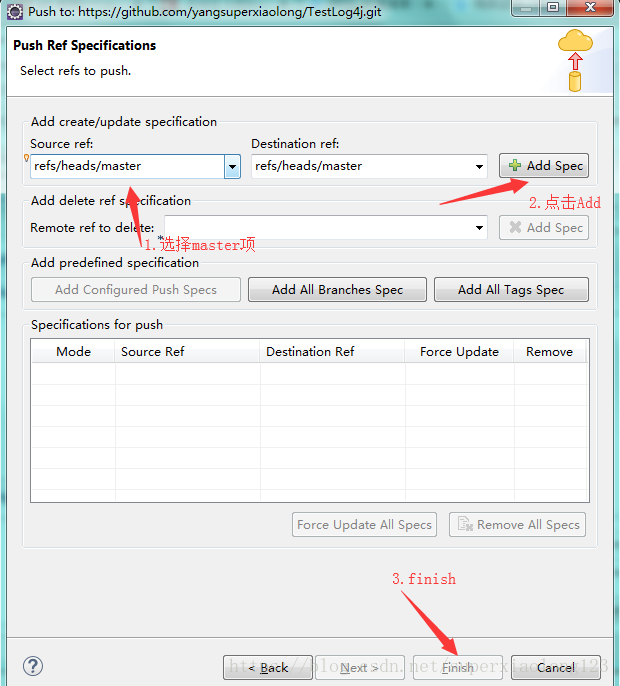 Push to: https://github.com/yangsuperxiaolong/TestLog4j.git
Push Ref Specifications
Select refs to push.
Add create/update specification
Source ref:
Destination ref:
refs/heads/master
refs/heads/master
Add Spec
2.点击Add
Add delete ref specification
Remote ref to delete:
Add Spec
1.选择master项
Add predefined specification
Add Configured Push Specs
Add All Branches Spec
Add All Tags Spec
Specifications for push
Mode
Source Ref
Destination Ref
Force Update
Remove
Force Update All Specs
Remove All Specs
3.finish
?
< Back
Next >
Finish
Cancel
https://blog.csdn.net/superxiaolong123